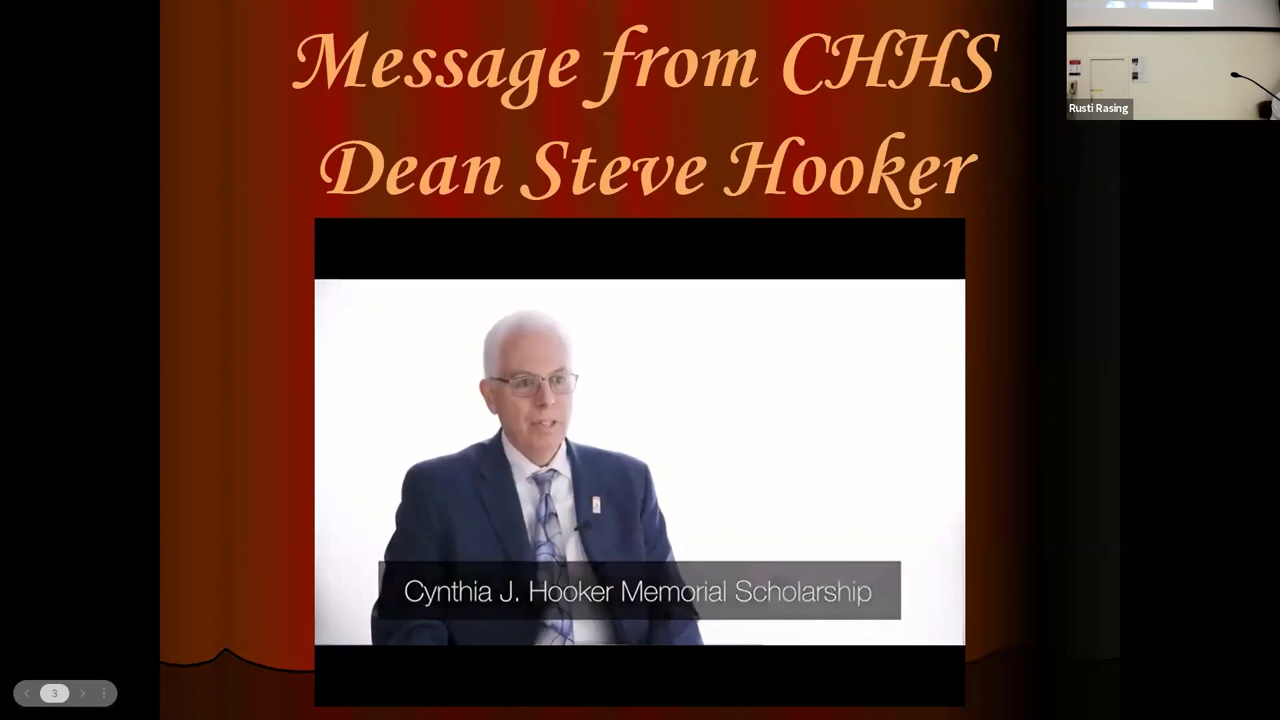 Message from CHHS
Dean Steve Hooker
Rusti Rasing
Cynthia J. Hooker Memorial Scholarship
3